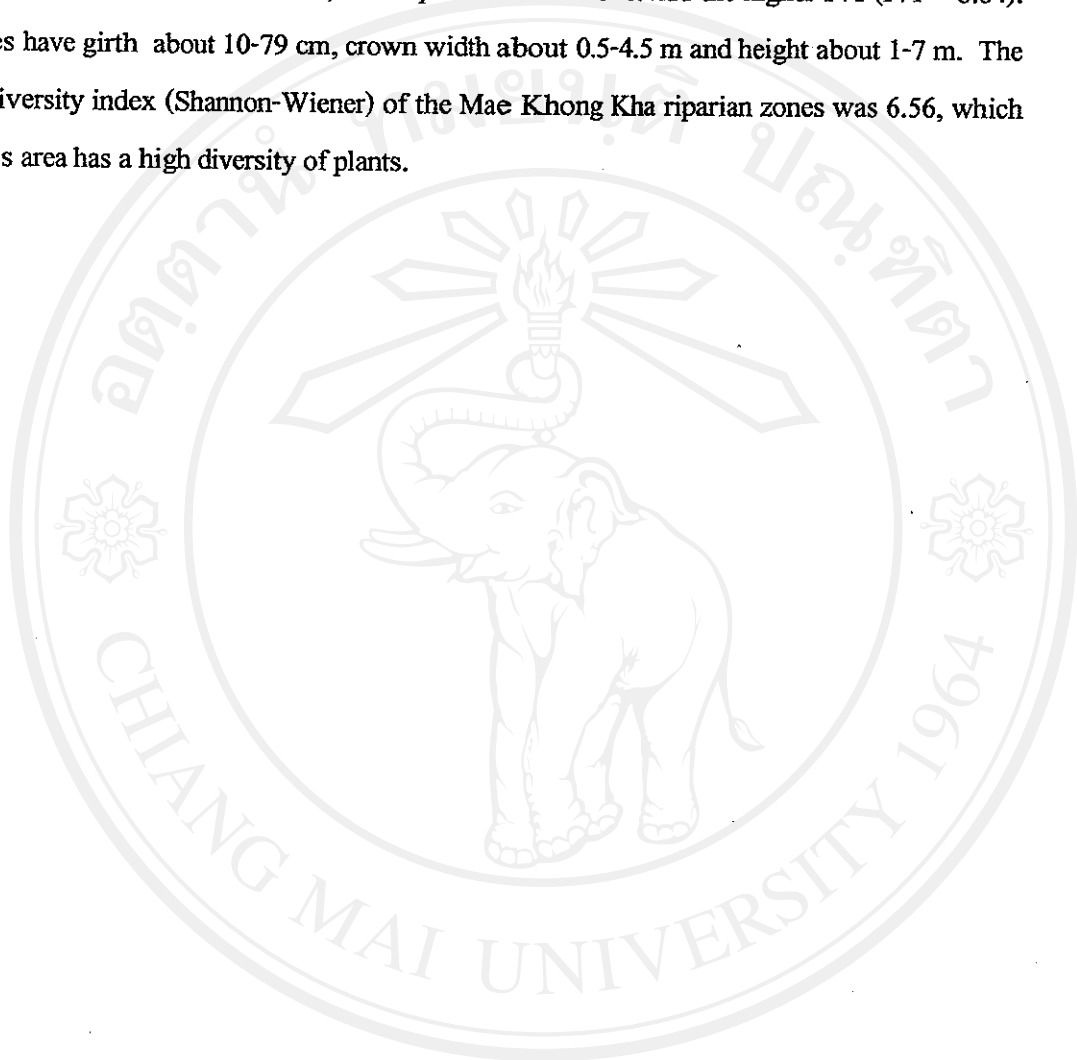 es have girth about 10-79 cm, crown width about 0.5-4.5 m and height about 1-7 m. The
iversity index (Shannon-Wiener) of the Mae Khong Kha riparian zones was 6.56, which
s area has a high diversity of plants.
CHIANG MAI UNIVERSITY 1964